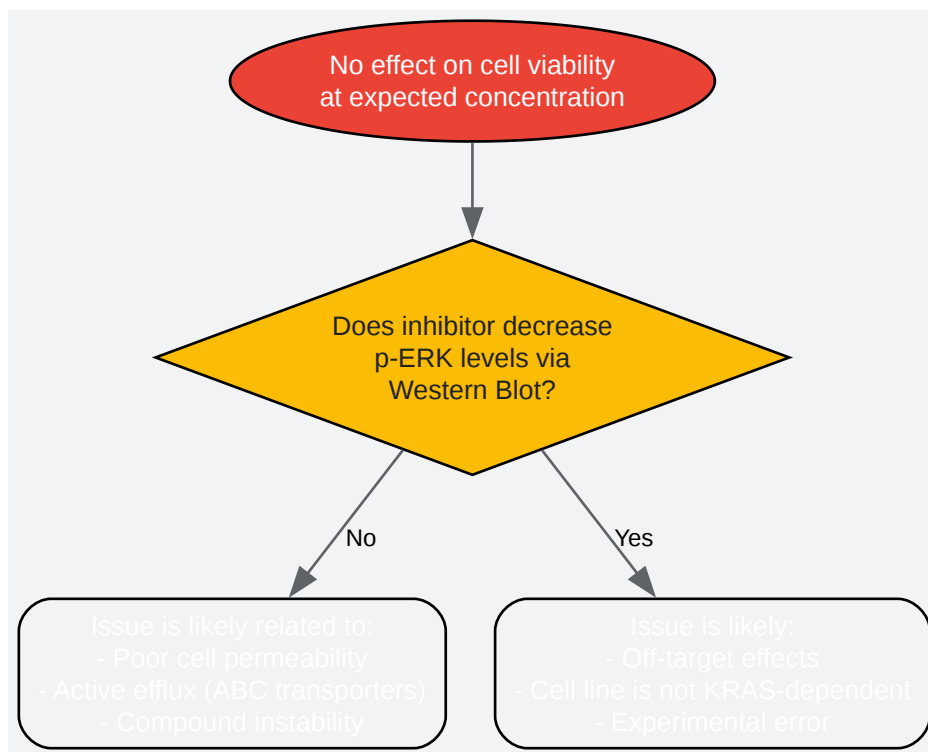 No effect on cell viability
at expected concentration
Does inhibitor decrease
p-ERK levels via
Western Blot?
No
Yes
Issue is likely related to:
- Poor cell permeability
- Active efflux (ABC transporters)
- Compound instability
Issue is likely:
- Off-target effects
- Cell line is not KRAS-dependent
- Experimental error